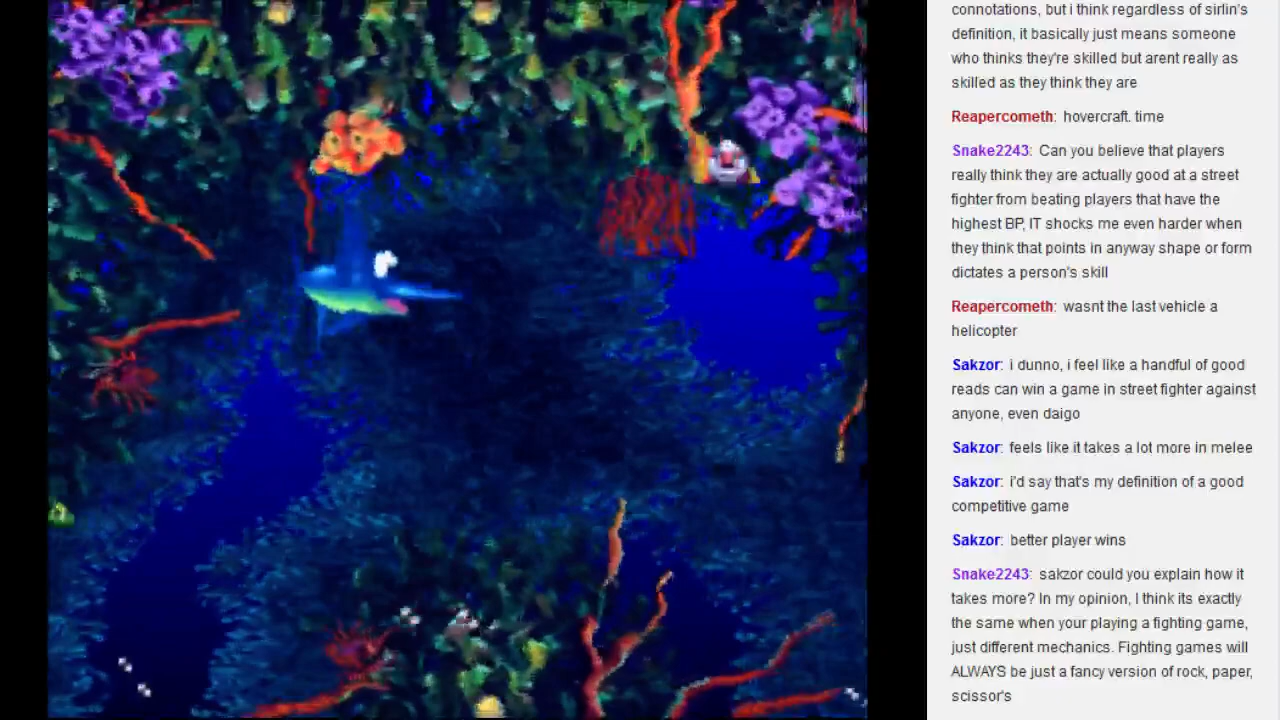 connotations, but i think regardless of sirlin's
definition, it basically just means someone
who thinks they're skilled but arent really as
skilled as they think they are
Reapercometh: hovercraft. time
Snake2243: Can you believe that players
really think they are actually good at a street
fighter from beating players that have the
highest BP, IT shocks me even harder when
they think that points in anyway shape or form
dictates a person's skill
Reapercometh: wasnt the last vehicle a
helicopter
Sakzor: i dunno, i feel like a handful of good
reads can win a game in street fighter against
anyone, even daigo
Sakzor: feels like it takes a lot more in melee
Sakzor: i'd say that's my definition of a good
competitive game
Sakzor: better player wins
Snake2243: sakzor could you explain how it
takes more? In my opinion, I think its exactly
the same when your playing a fighting game,
just different mechanics. Fighting games will
ALWAYS be just a fancy version of rock, paper,
scissor's